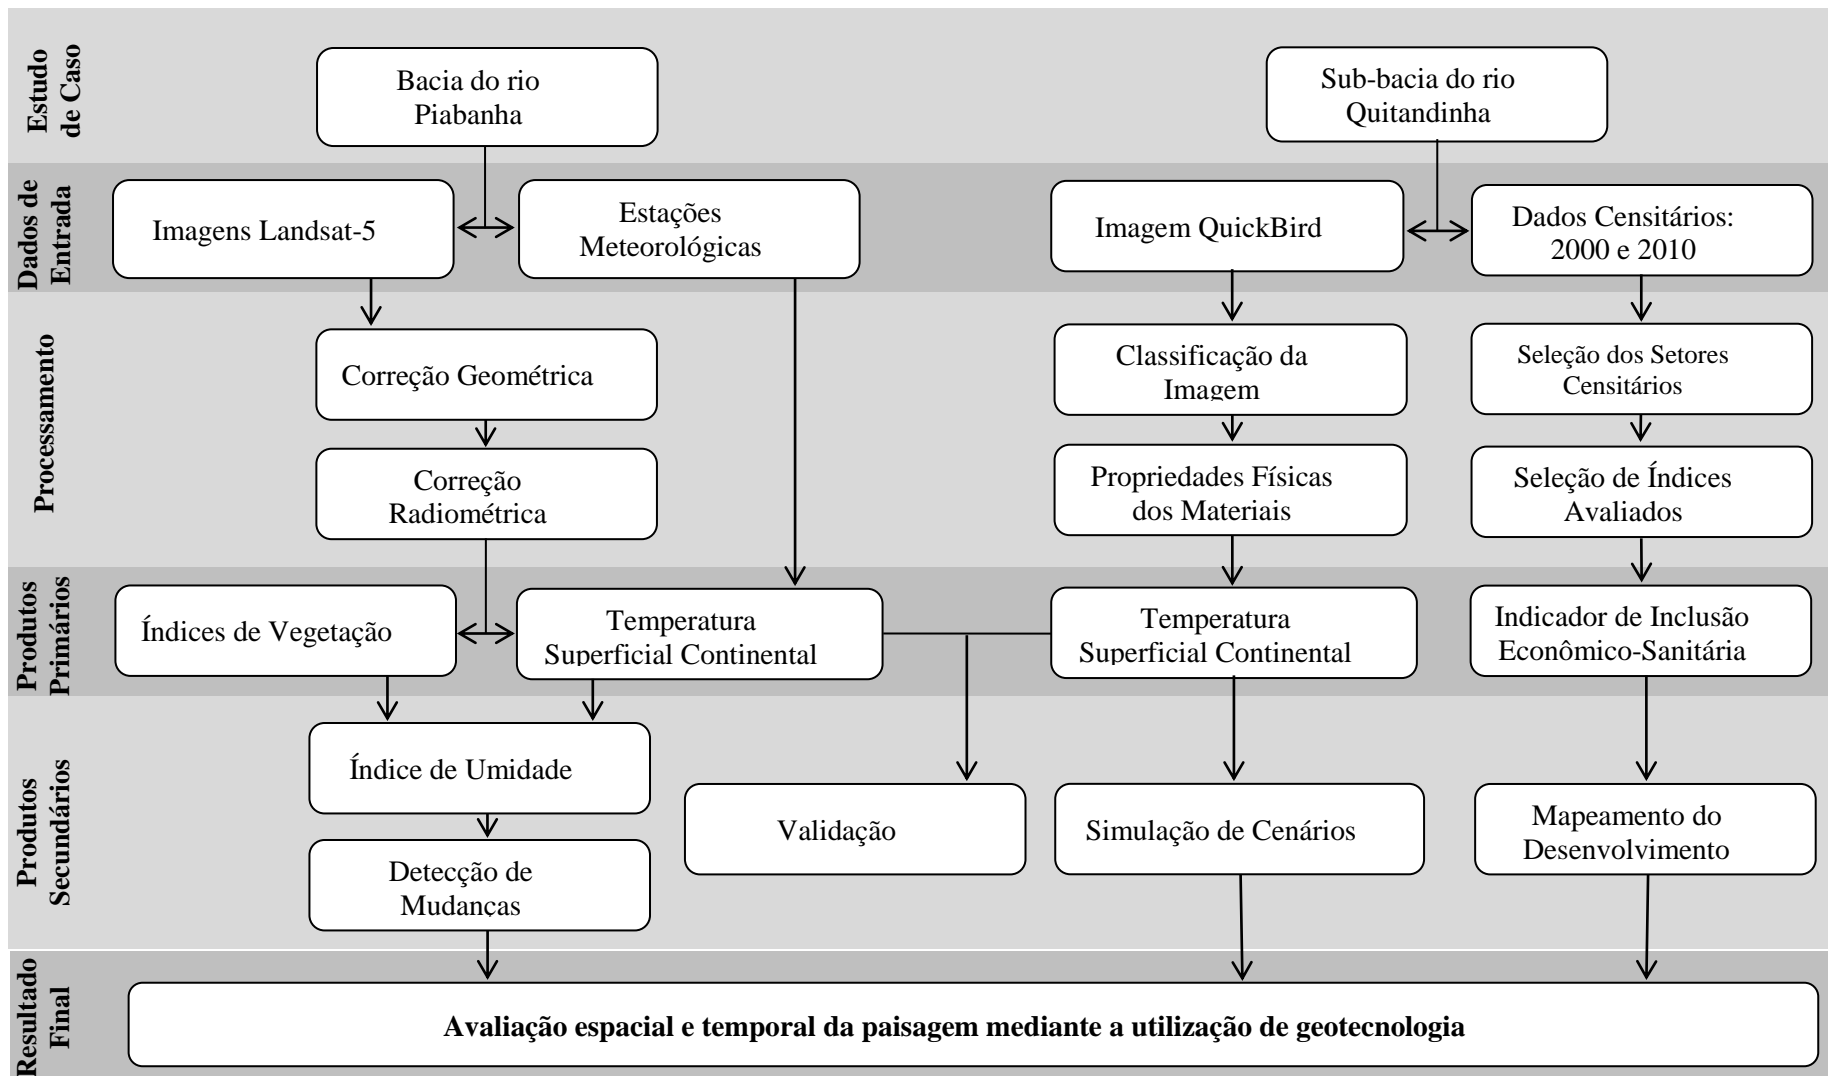 Estudo
de Caso
Bacia do rio
Piabanha
Sub-bacia do rio
Quitandinha
Dados de
Entrada
Imagens Landsat-5
Estações
Meteorológicas
Imagem QuickBird
Dados Censitários:
2000 e 2010
Processamento
Correção Geométrica
Classificação da
Imagem
Seleção dos Setores
Censitários
Correção
Radiométrica
Propriedades Físicas
dos Materiais
Seleção de Índices
Avaliados
Produtos
Primários
Índices de Vegetação
Temperatura
Superficial Continental
Temperatura
Superficial Continental
Indicador de Inclusão
Econômico-Sanitária
Produtos
Secundários
Índice de Umidade
Validação
Simulação de Cenários
Mapeamento do
Desenvolvimento
Detecção de
Mudanças
Resultado
Final
Avaliação espacial e temporal da paisagem mediante a utilização de geotecnologia